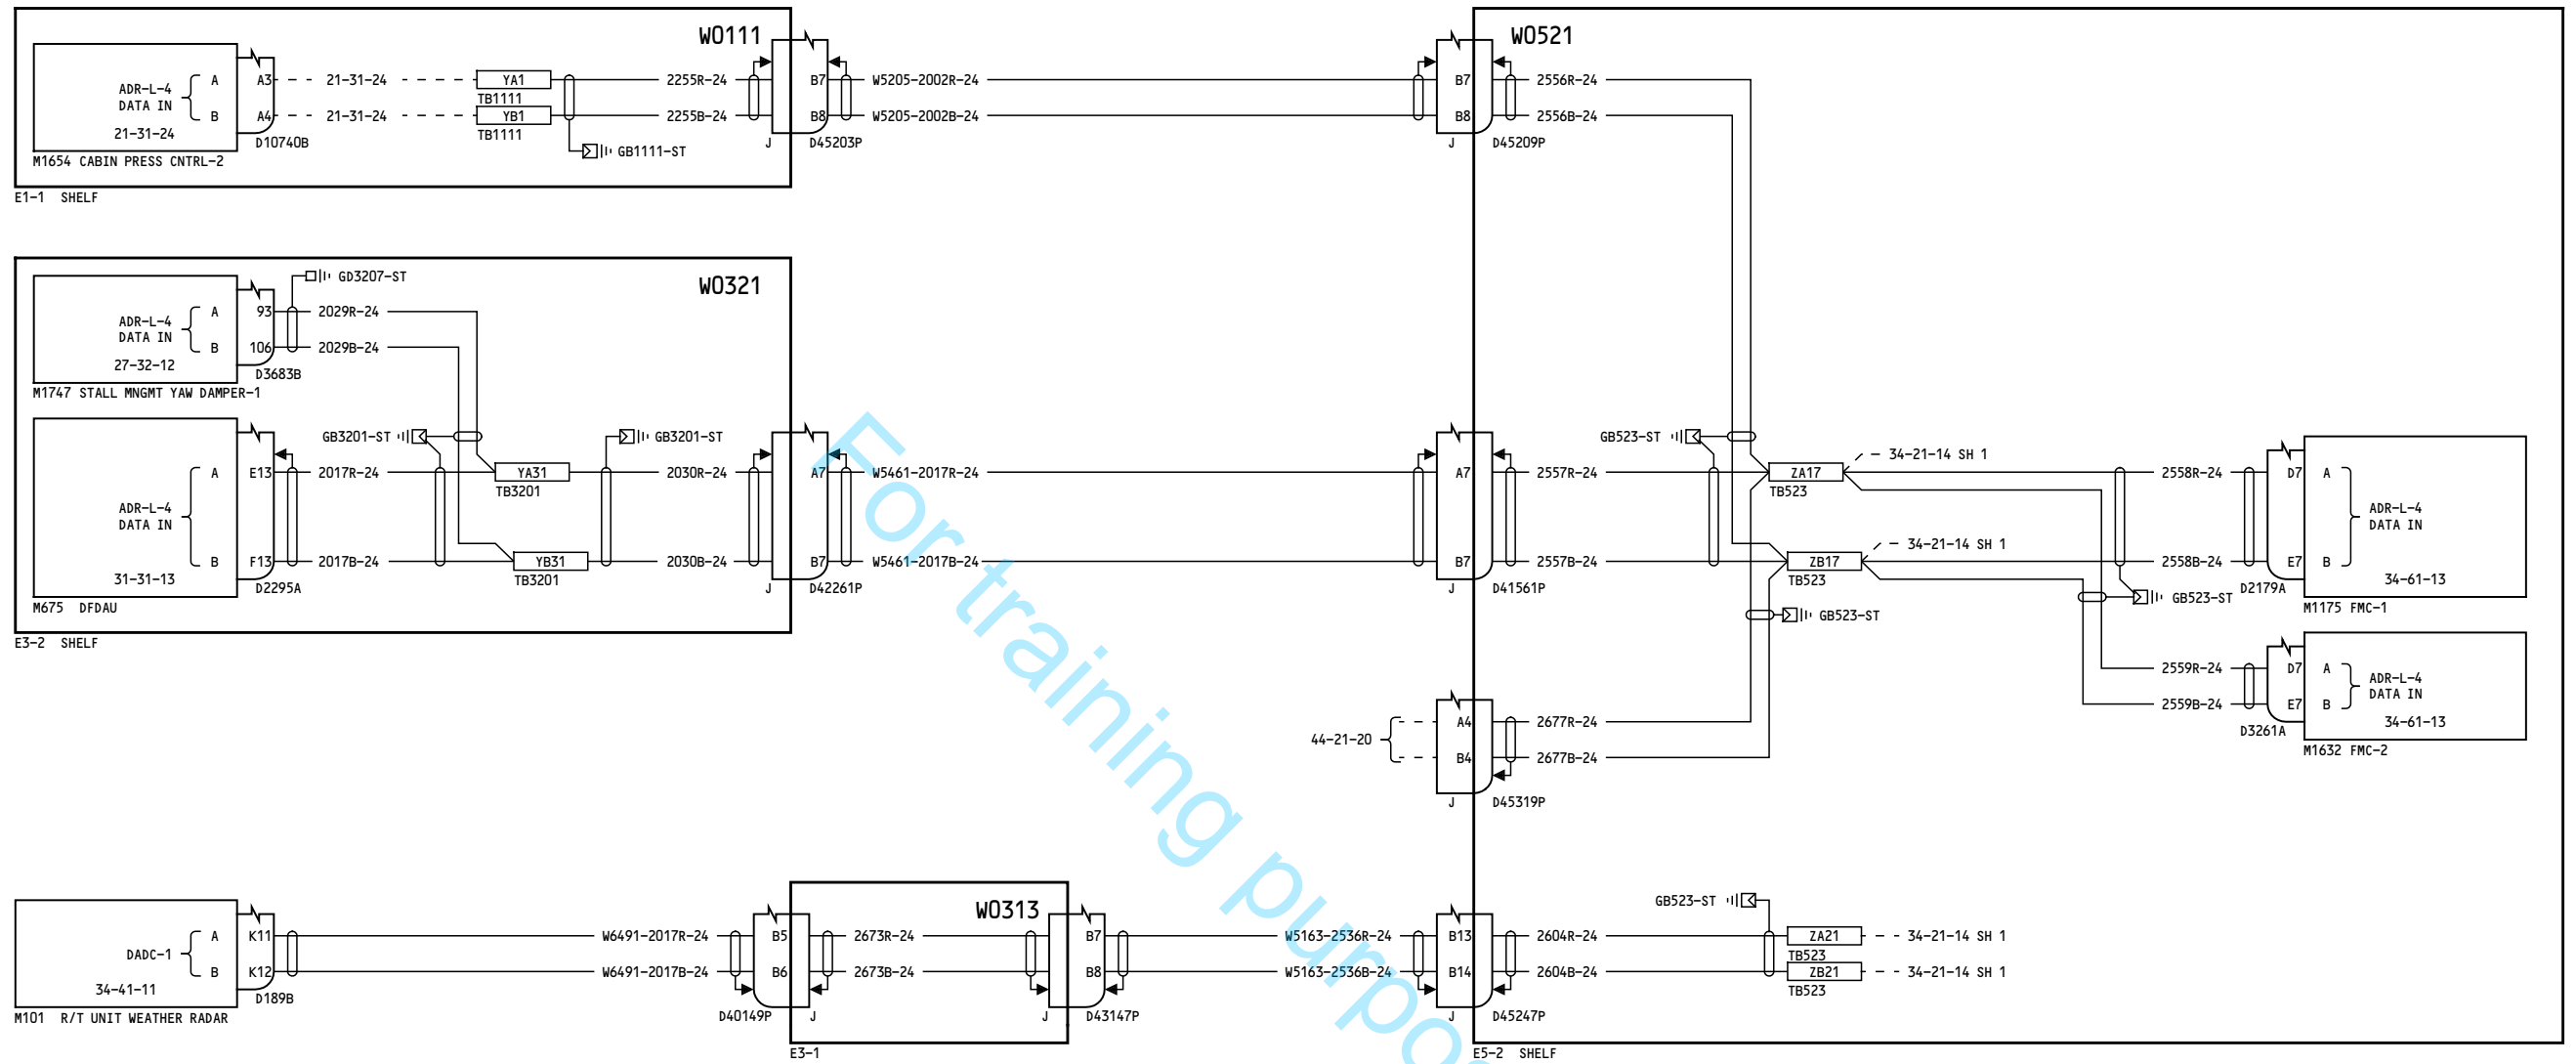 W0111
ADR-L-4
DATA IN
A
B
21-31-24
M1654 CABIN PRESS CNTRL-2
A3
A4
D10740B
21-31-24
21-31-24
YA1
TB1111
YB1
TB1111
GB1111-ST
2255R-24
2255B-24
J
B7
B8
D45203P
E1-1 SHELF
W5205-2002R-24
W5205-2002B-24
W0521
B7
B8
J
D45209P
2556R-24
2556B-24
W0321
ADR-L-4
DATA IN
A
B
27-32-12
M1747 STALL MNGMT YAW DAMPER-1
93
106
D3683B
GD3207-ST
2029R-24
2029B-24
ADR-L-4
DATA IN
A
B
31-31-13
M675 DFDAU
E13
F13
D2295A
2017R-24
2017B-24
GB3201-ST
YA31
TB3201
YB31
TB3201
GB3201-ST
2030R-24
2030B-24
J
A7
B7
D42261P
E3-2 SHELF
W5461-2017R-24
W5461-2017B-24
A7
B7
J
D41561P
2557R-24
2557B-24
GB523-ST
ZA17
TB523
34-21-14 SH 1
ZB17
TB523
34-21-14 SH 1
GB523-ST
2558R-24
2558B-24
GB523-ST
D7
E7
D2179A
A
B
ADR-L-4
DATA IN
34-61-13
M1175 FMC-1
2559R-24
2559B-24
D7
E7
D3261A
A
B
ADR-L-4
DATA IN
34-61-13
M1632 FMC-2
44-21-20
A4
B4
J
D45319P
2677R-24
2677B-24
DADC-1
A
B
34-41-11
M101 R/T UNIT WEATHER RADAR
K11
K12
D189B
W6491-2017R-24
W6491-2017B-24
B5
B6
D40149P
J
W0313
2673R-24
2673B-24
J
B7
B8
D43147P
E3-1
W5163-2536R-24
W5163-2536B-24
B13
B14
J
D45247P
2604R-24
2604B-24
GB523-ST
ZA21
TB523
34-21-14 SH 1
ZB21
TB523
34-21-14 SH 1
E5-2 SHELF
For training